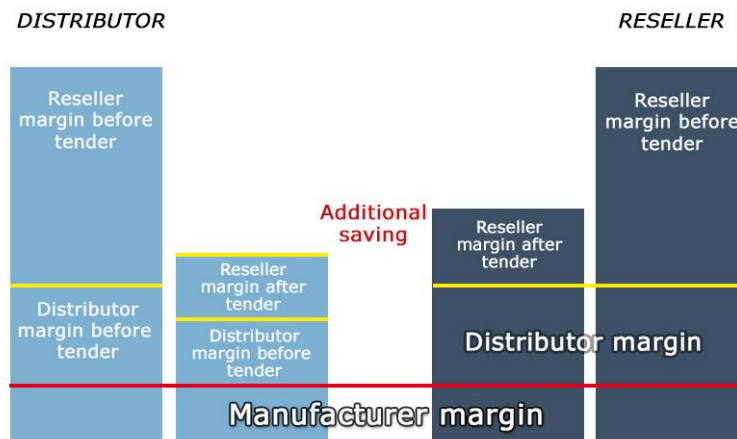 DISTRIBUTOR
RESELLER
Reseller
margin before
tender
Distributor
margin before
tender
Reseller
margin after
tender
Distributor
margin before
tender
Additional
saving
Reseller
margin after
tender
Reseller
margin before
tender
Distributor margin
Manufacturer margin